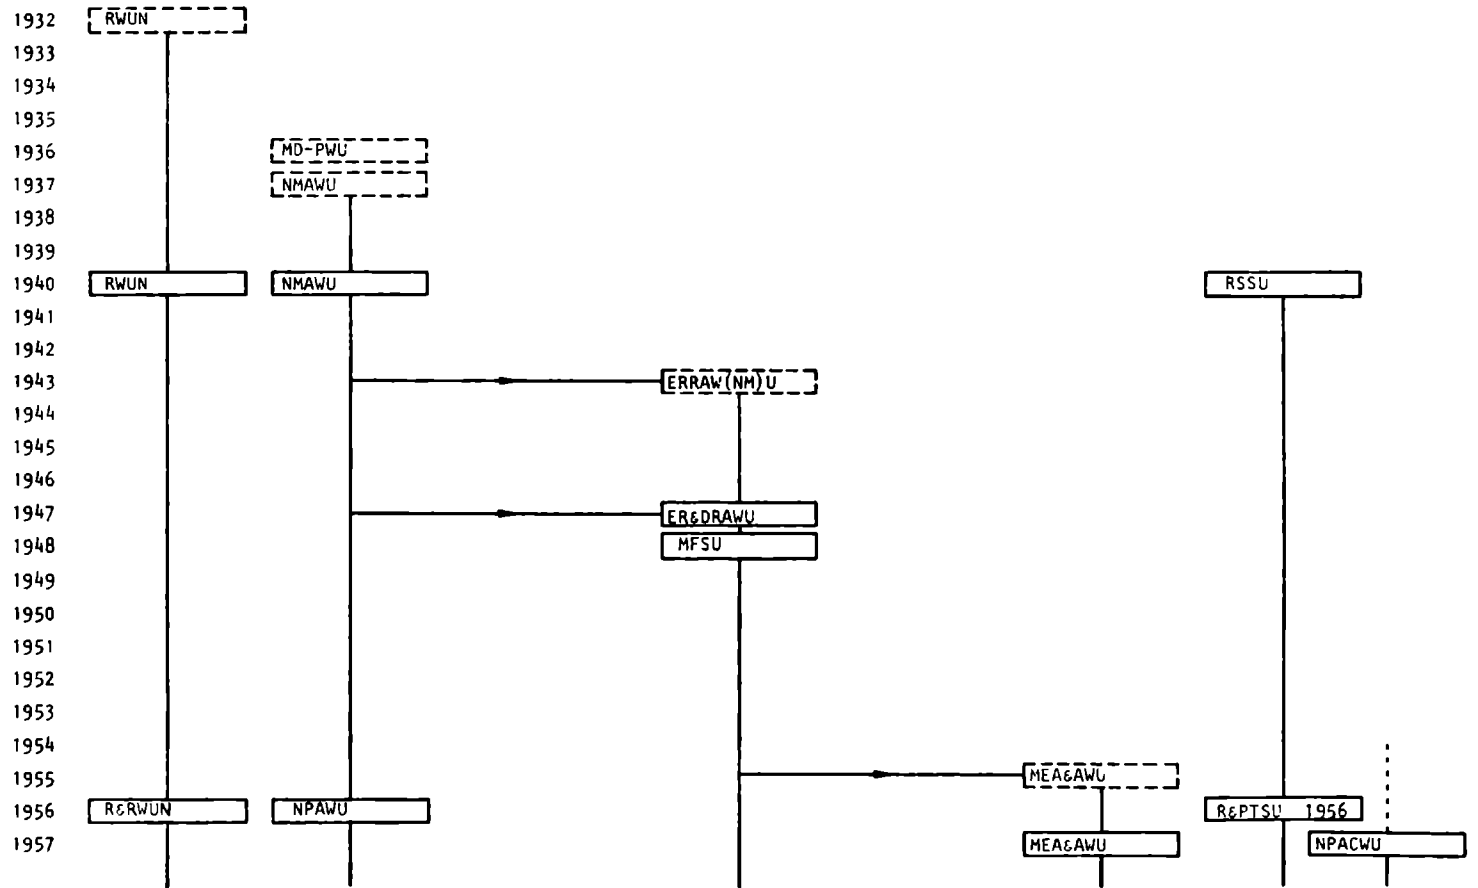 1932 RWUN
1933
1934
1935
1936 MD-PWU
1937 NMAWU
1938
1939
1940 RWUN NMAWU RSSU
1941
1942
1943 ERRAW(NM)U
1944
1945
1946
1947 ER&DRAWU
1948 MFSU
1949
1950
1951
1952
1953
1954
1955 MEA&AWU
1956 R&RWUN NPAWU R&PTSU 1956
1957 MEA&AWU NPACWU